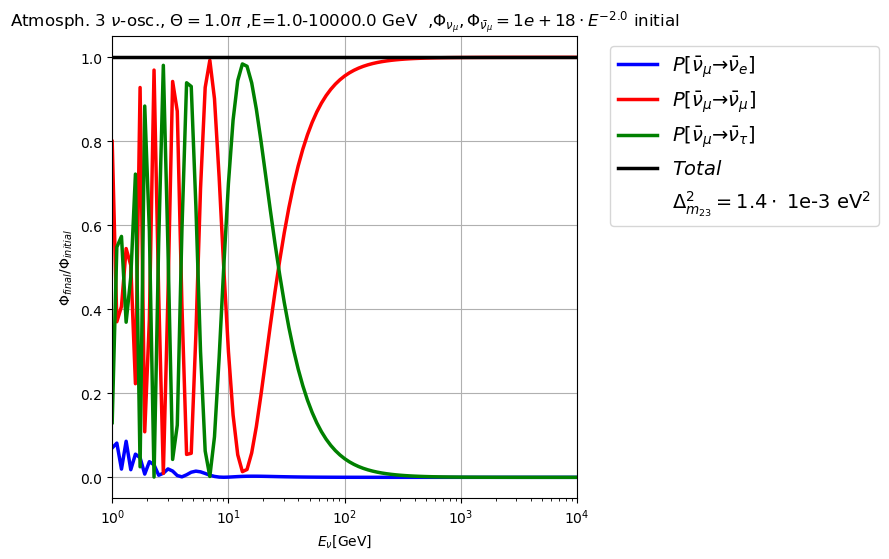 Atmosph. 3 ν-osc., Θ = 1.0π ,E=1.0-10000.0 GeV ,Φ_{ν_μ}, Φ_{ν̄_μ} = 1e + 18 · E^{−2.0} initial
P[ν̄_μ→ν̄_e]
P[ν̄_μ→ν̄_μ]
P[ν̄_μ→ν̄_τ]
Total
Δ²_{m_{23}} = 1.4 · 1e-3 eV²
Φ_{final}/Φ_{initial}
1.0
0.8
0.6
0.4
0.2
0.0
10⁰ 10¹ 10² 10³ 10⁴
E_ν[GeV]